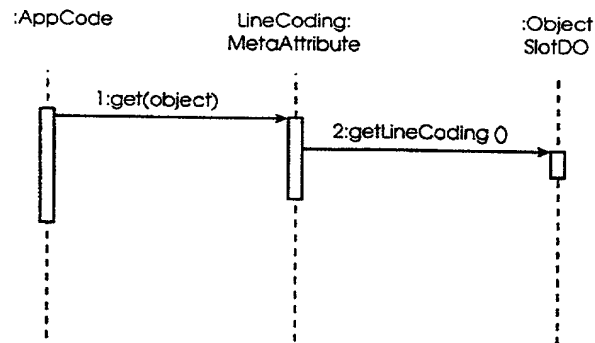 :AppCode
LineCoding:
MetaAttribute
:Object
SlotDO
1:get(object)
2:getLineCoding ()